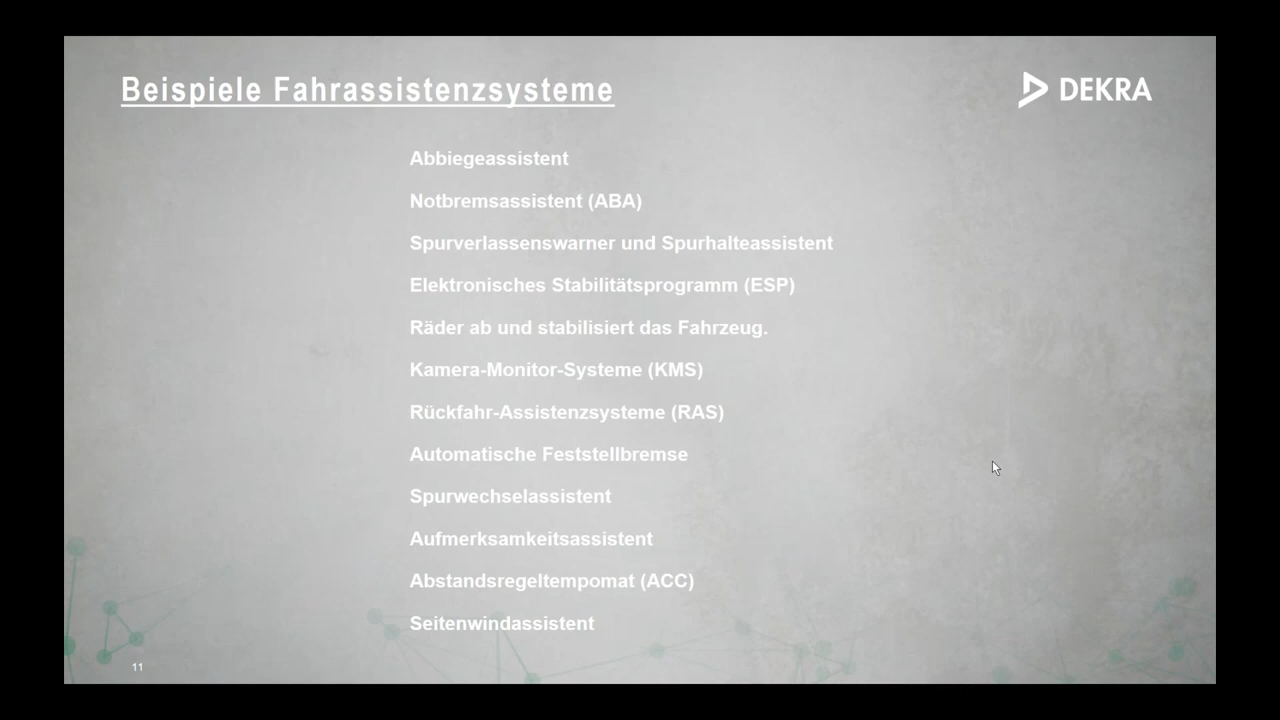 Beispiele Fahrassistenzsysteme
DEKRA
Abbiegeassistent
Notbremsassistent (ABA)
Spurverlassenswarner und Spurhalteassistent
Elektronisches Stabilitätsprogramm (ESP)
Räder ab und stabilisiert das Fahrzeug.
Kamera-Monitor-Systeme (KMS)
Rückfahr-Assistenzsysteme (RAS)
Automatische Feststellbremse
Spurwechselassistent
Aufmerksamkeitsassistent
Abstandsregeltempomat (ACC)
Seitenwindassistent
11